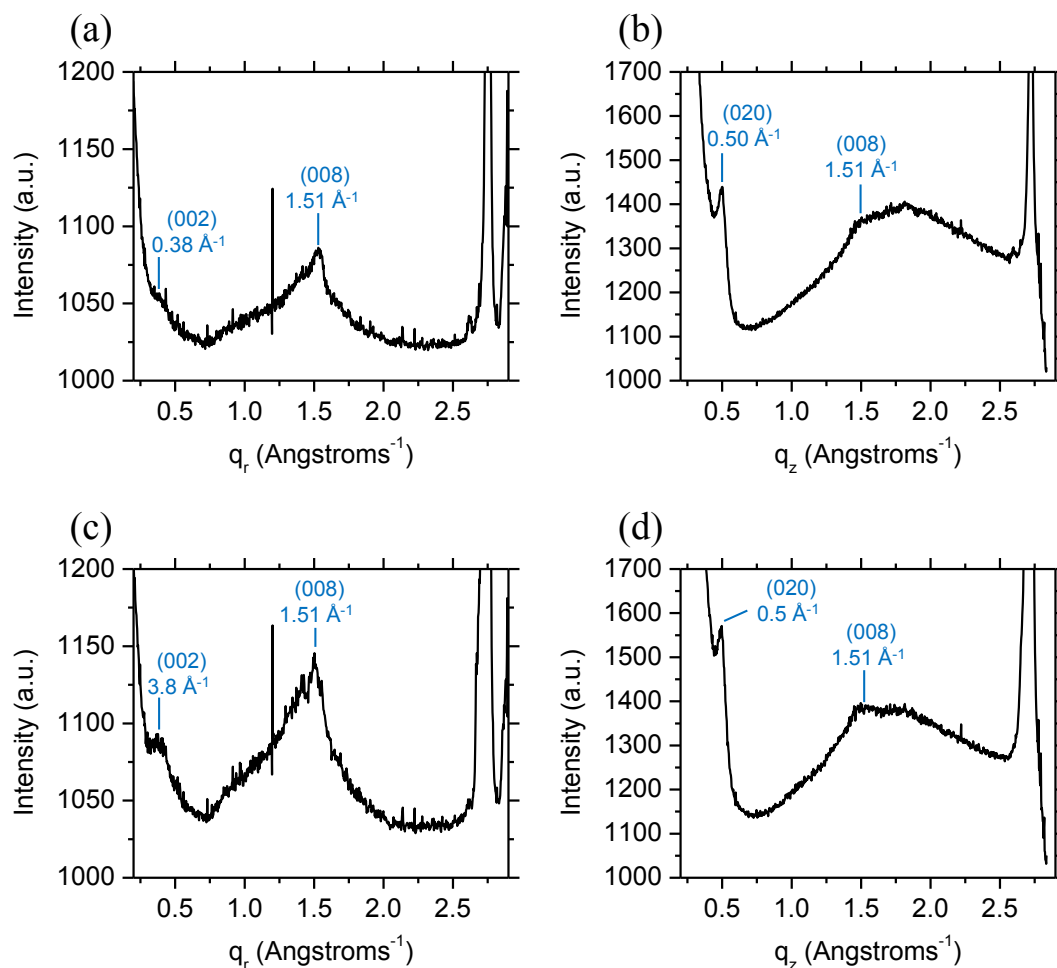 (a)
1200
1150
1100
1050
1000
Intensity (a.u.)
(002)
0.38 Å⁻¹
(008)
1.51 Å⁻¹
0.5 1.0 1.5 2.0 2.5
qᵣ (Angstroms⁻¹)
(b)
1700
1600
1500
1400
1300
1200
1100
1000
Intensity (a.u.)
(020)
0.50 Å⁻¹
(008)
1.51 Å⁻¹
0.5 1.0 1.5 2.0 2.5
q_z (Angstroms⁻¹)
(c)
1200
1150
1100
1050
1000
Intensity (a.u.)
(002)
3.8 Å⁻¹
(008)
1.51 Å⁻¹
0.5 1.0 1.5 2.0 2.5
qᵣ (Angstroms⁻¹)
(d)
1700
1600
1500
1400
1300
1200
1100
1000
Intensity (a.u.)
(020)
0.5 Å⁻¹
(008)
1.51 Å⁻¹
0.5 1.0 1.5 2.0 2.5
q_z (Angstroms⁻¹)